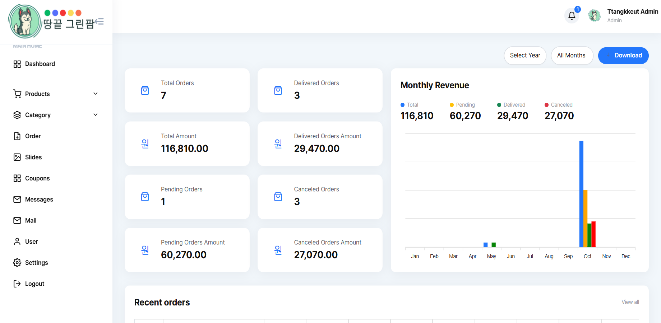 땅끝 그린팜
1
Ttangkkeut Admin
Admin
Dashboard
Products
Category
Order
Slides
Coupons
Messages
Mail
User
Settings
Logout
Select Year
All Months
Download
Total Orders
7
Delivered Orders
3
Total Amount
116,810.00
Delivered Orders Amount
29,470.00
Pending Orders
1
Canceled Orders
3
Pending Orders Amount
60,270.00
Canceled Orders Amount
27,070.00
Monthly Revenue
Total Pending Delivered Canceled
116,810 60,270 29,470 27,070
Jan Feb Mar Apr May Jun Jul Aug Sep Oct Nov Dec
Recent orders
View all